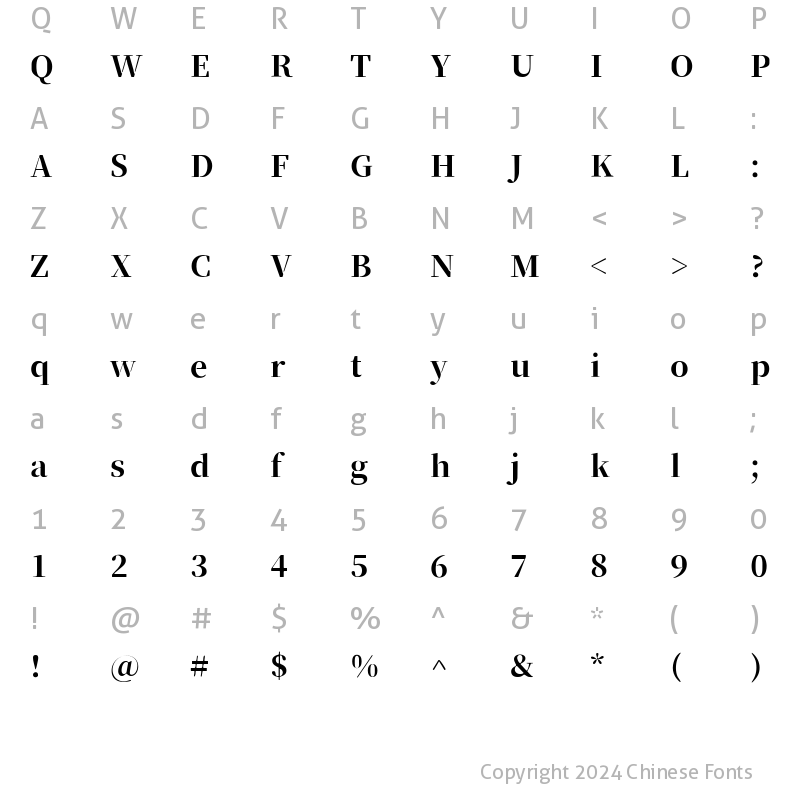 Q W E R T Y U I O P
Q W E R T Y U I O P
A S D F G H J K L :
A S D F G H J K L :
Z X C V B N M < > ?
Z X C V B N M < > ?
q w e r t y u i o p
q w e r t y u i o p
a s d f g h j k l ;
a s d f g h j k l ;
1 2 3 4 5 6 7 8 9 0
1 2 3 4 5 6 7 8 9 0
! @ # $ % ^ & * ( )
! @ # $ % ^ & * ( )
Copyright 2024 Chinese Fonts